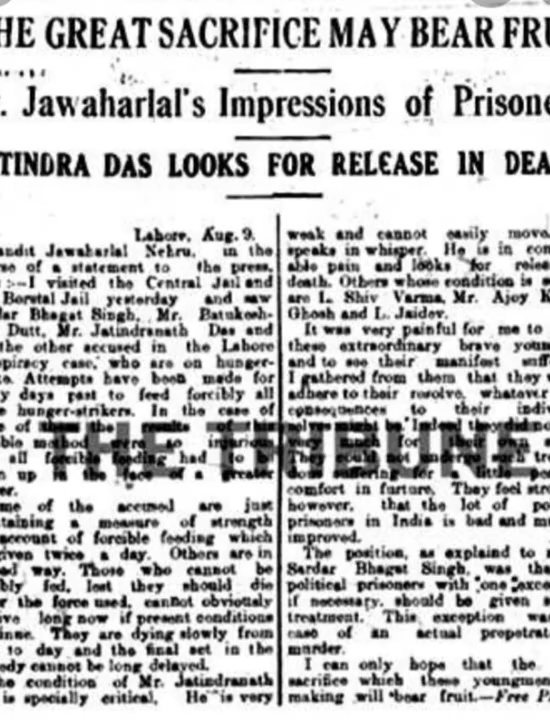 HE GREAT SACRIFICE MAY BEAR FRU
. Jawaharlal's Impressions of Prisone
TINDRA DAS LOOKS FOR RELEASE IN DEA
Lahore, Aug. 9.
andit Jawaharlal Nehru, in the
se of a statement to the press,
:—I visited the Central Jail and
Borstal Jail yesterday and saw
dar Bhagat Singh, Mr. Batukesh-
Dutt, Mr. Jatindranath Das and
the other accused in the Lahore
piracy case, who are on hunger-
e. Attempts have been made for
y days past to feed forcibly all
hunger-strikers. In the case of
e of the results of
ble method were so injurious
all forcible feeding had to b
n up in the face of a greater
er.
me of the accused are just
taining a measure of strength
account of forcible feeding which
given twice a day. Others are in
ad way. Those who cannot be
bly fed, lest they should die
r the force used, cannot obviously
ive long now if present conditions
inue. They are dying slowly from
to day and the final act in the
edy cannot be long delayed.
he condition of Mr. Jatindranath
is specially critical. He is very
weak and cannot easily move
speaks in whisper. He is in con
able pain and looks for relea
death. Others whose condition is s
are L. Shiv Varma, Mr. Ajoy K
Ghosh and L. Jaidev.
It was very painful for me to
these extraordinary brave youn
and to see their manifest suff
I gathered from them that they w
adhere to their resolve, whatever
consequences to their indiv
selves might be. Indeed they did no
very much for their own
They could not undergo such tre
dous suffering for a little pe
comfort in furture. They feel stro
however, that the lot of po
prisoners in India is bad and m
improved.
The position, as explained to m
Sardar Bhagat Singh, was tha
political prisoners with one excep
if necessary, should be given s
treatment. This exception wa
case of an actual prepetrat
murder.
I can only hope that the
sacrifice which these youngmen
making will bear fruit.—Free P
THE TRIBUNE